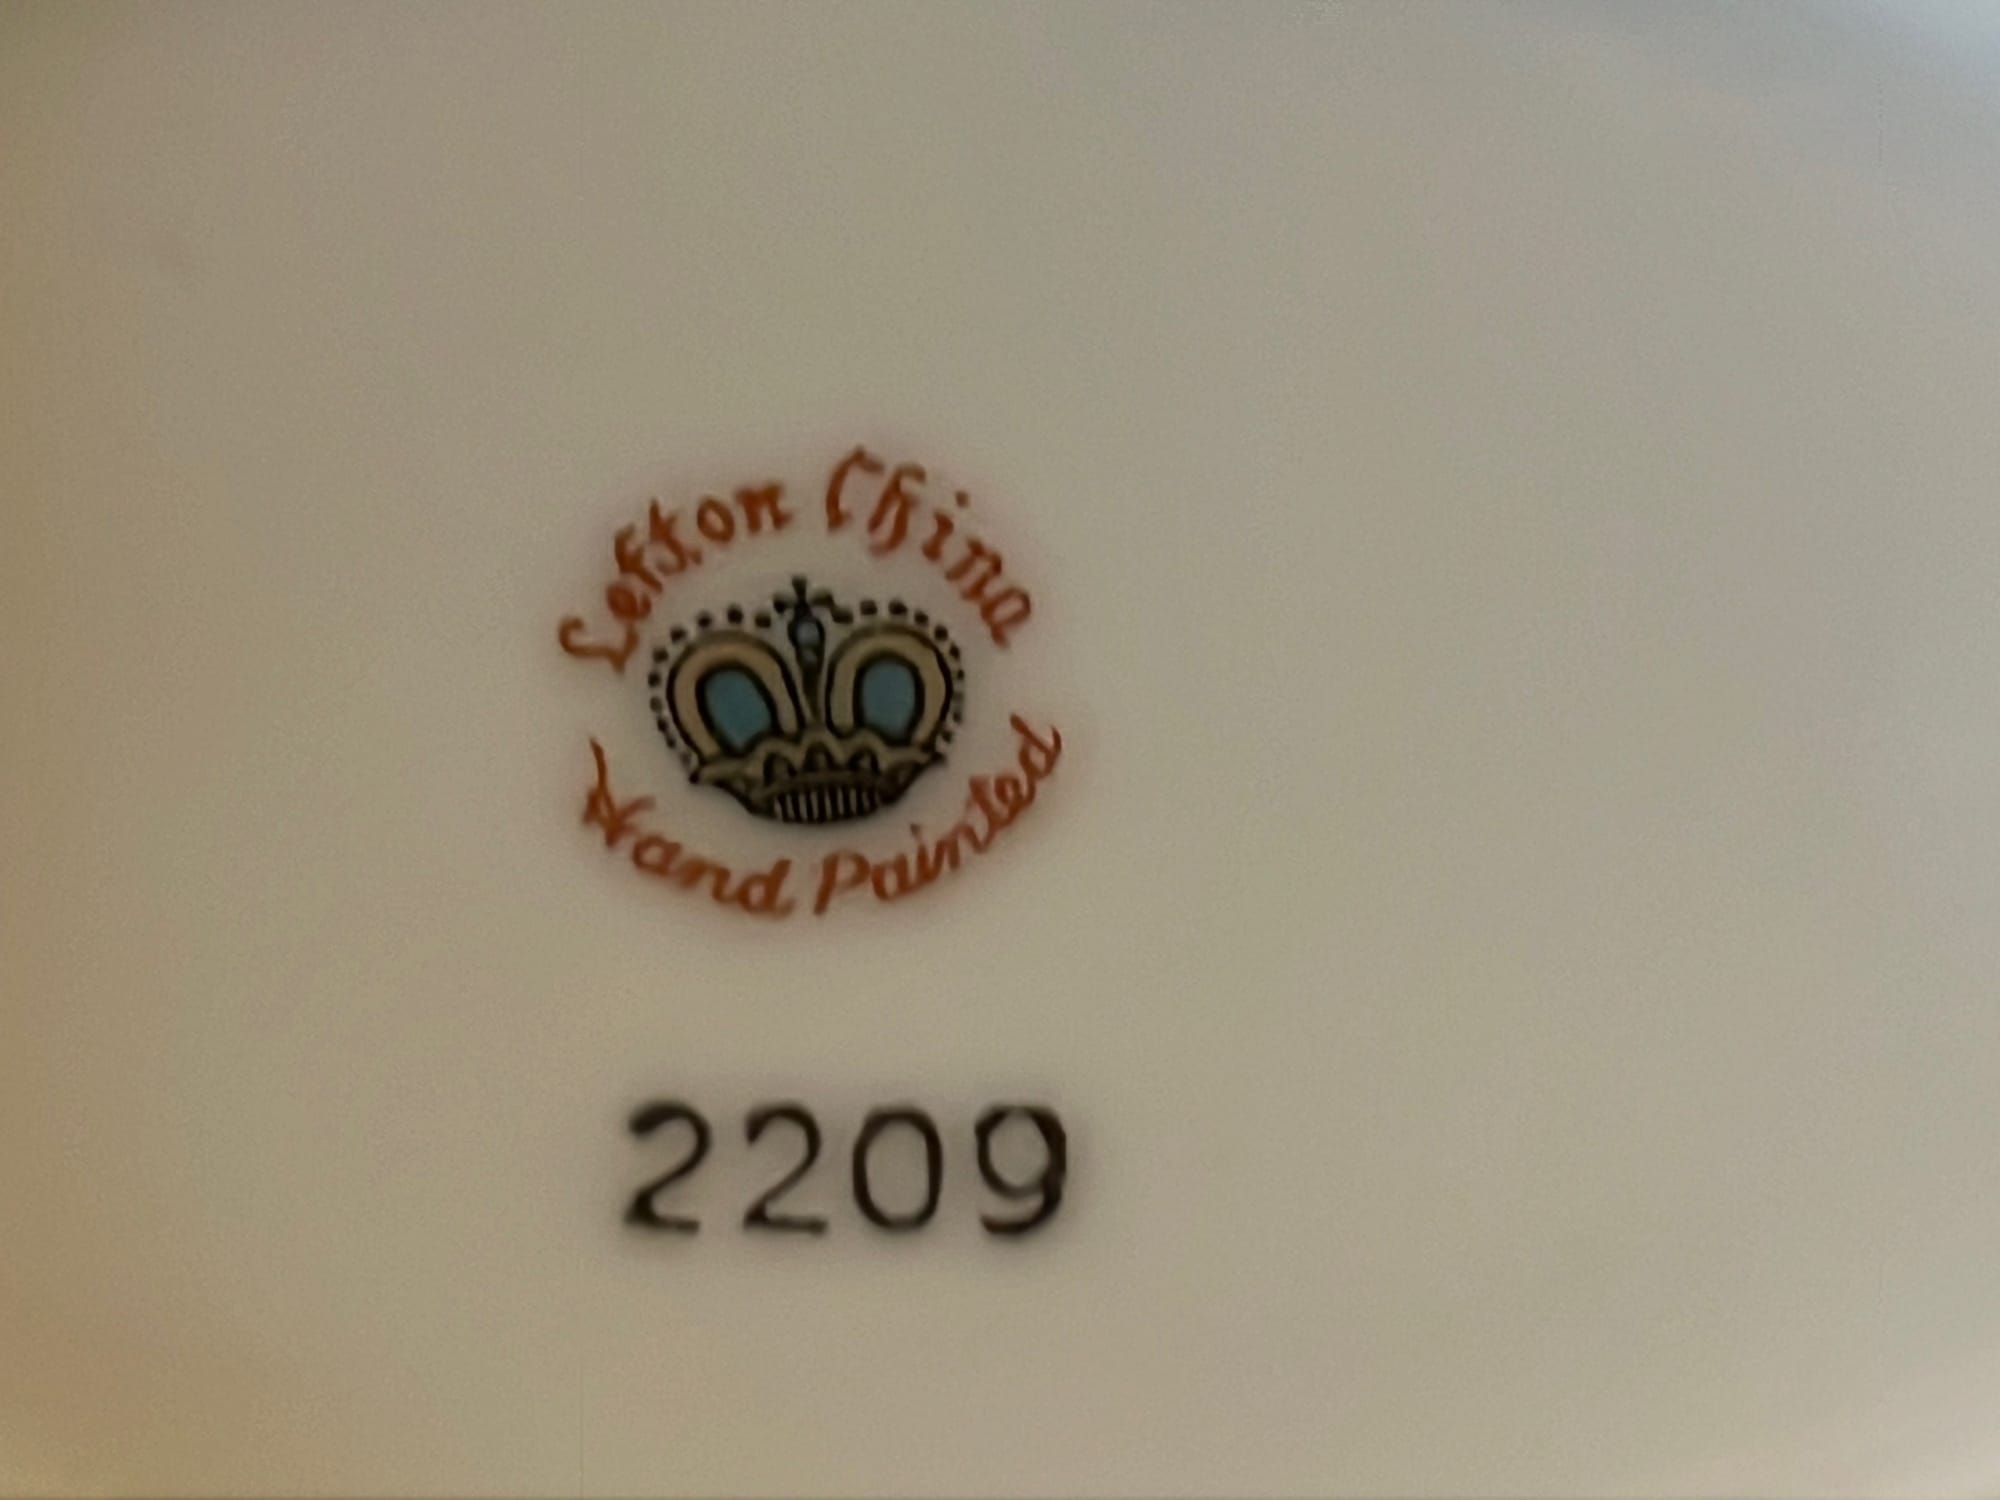 Lefton China
Hand Painted
2209